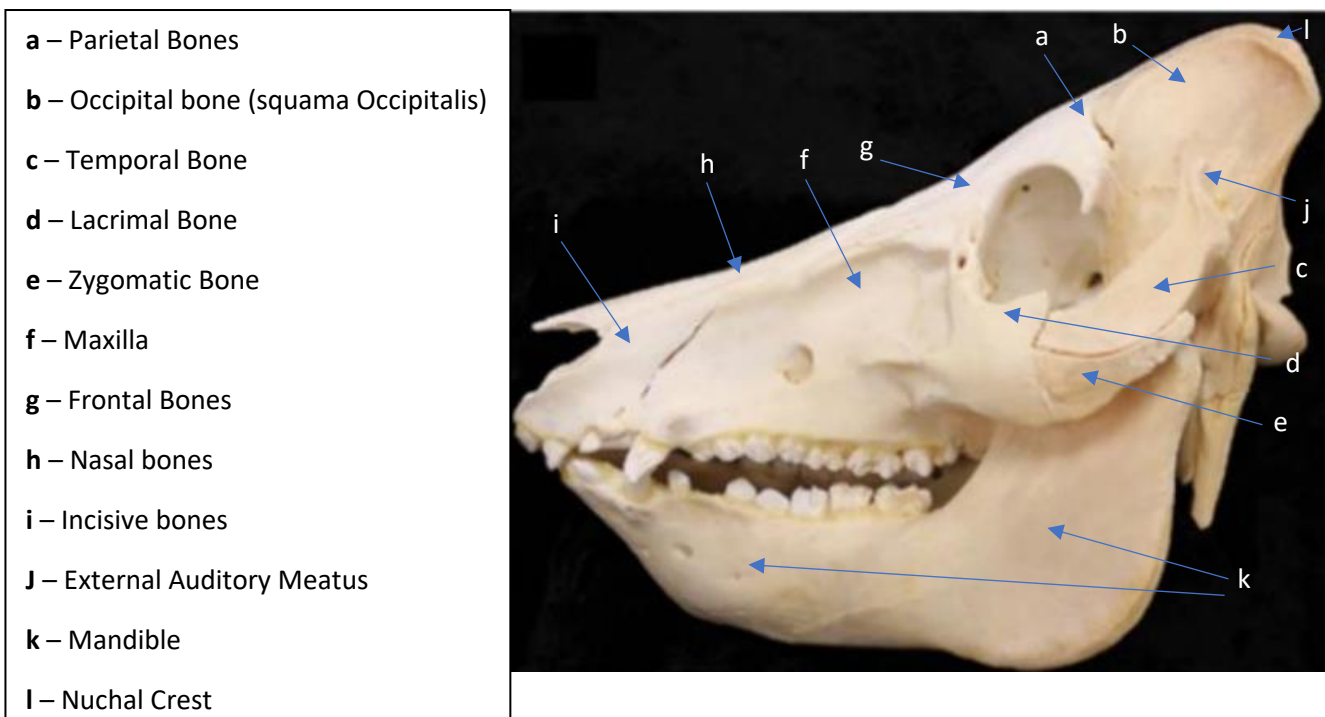 a – Parietal Bones
b – Occipital bone (squama Occipitalis)
c – Temporal Bone
d – Lacrimal Bone
e – Zygomatic Bone
f – Maxilla
g – Frontal Bones
h – Nasal bones
i – Incisive bones
J – External Auditory Meatus
k – Mandible
l – Nuchal Crest
l
b
a
g
f
h
j
i
c
d
e
k